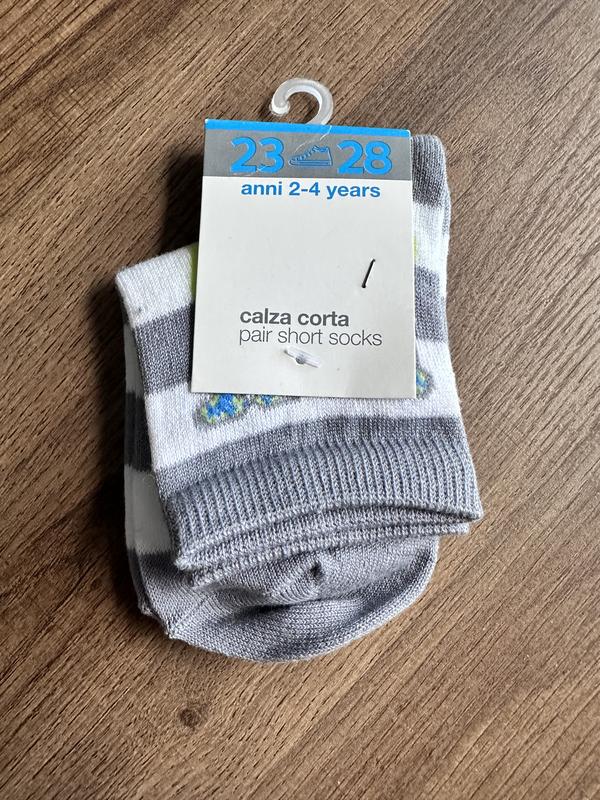 23 28
anni 2-4 years
calza corta
pair short socks